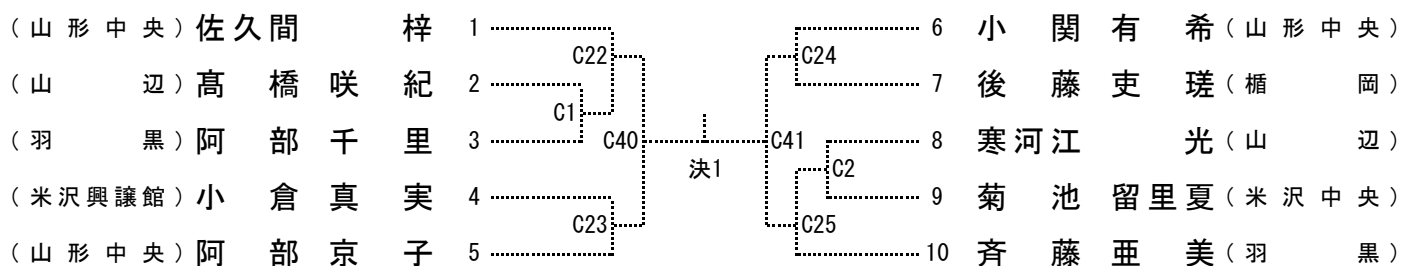 (山形中央) 佐久間 梓 1 6 小関有希 (山形中央)
C22 C24
(山辺) 髙橋咲紀 2 7 後藤吏瑳 (楯岡)
C1
(羽黒) 阿部千里 3 C40 C41 8 寒河江 光 (山辺)
決1 C2
(米沢興譲館) 小倉真実 4 9 菊池留里夏 (米沢中央)
C23 C25
(山形中央) 阿部京子 5 10 斉藤亜美 (羽黒)